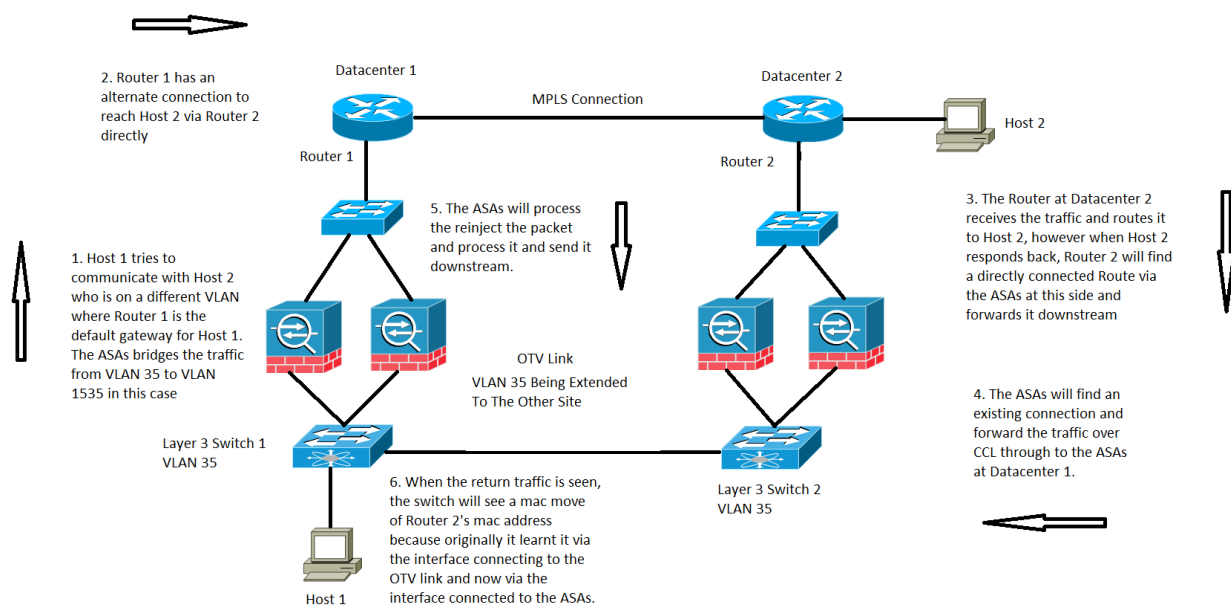 2. Router 1 has an
alternate connection to
reach Host 2 via Router 2
directly
Datacenter 1
Datacenter 2
MPLS Connection
Host 2
Router 1
Router 2
5. The ASAs will process
the reinject the packet
and process it and send it
downstream.
3. The Router at Datacenter 2
receives the traffic and routes it
to Host 2, however when Host 2
responds back, Router 2 will find
a directly connected Route via
the ASAs at this side and
forwards it downstream
1. Host 1 tries to
communicate with Host 2
who is on a different VLAN
where Router 1 is the
default gateway for Host 1.
The ASAs bridges the traffic
from VLAN 35 to VLAN
1535 in this case
OTV Link
VLAN 35 Being Extended
To The Other Site
4. The ASAs will find an
existing connection and
forward the traffic over
CCL through to the ASAs
at Datacenter 1.
Layer 3 Switch 1
VLAN 35
Layer 3 Switch 2
VLAN 35
6. When the return traffic is seen,
the switch will see a mac move
of Router 2's mac address
because originally it learnt it via
the interface connecting to the
OTV link and now via the
interface connected to the ASAs.
Host 1